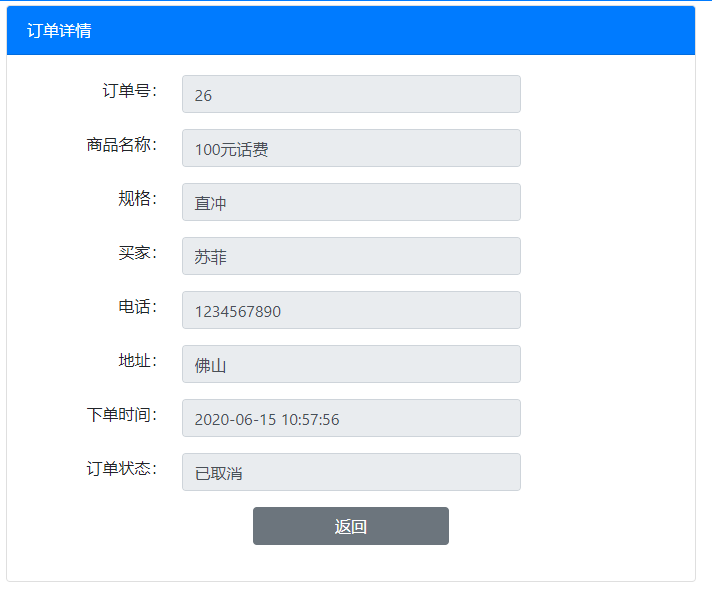 订单详情
订单号： 26
商品名称： 100元话费
规格： 直冲
买家： 苏菲
电话： 1234567890
地址： 佛山
下单时间： 2020-06-15 10:57:56
订单状态： 已取消
返回